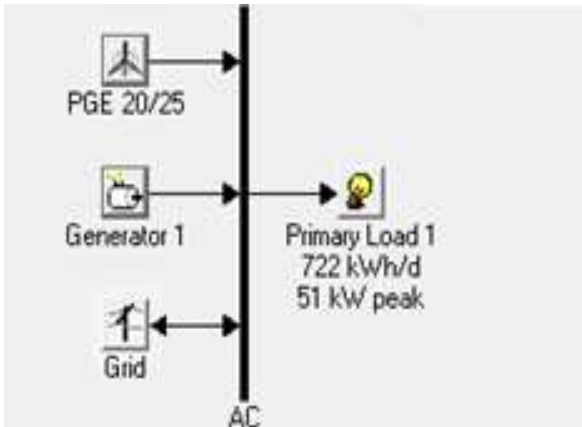 PGE 20/25
Generator 1
Primary Load 1
722 kWh/d
51 kW peak
Grid
AC